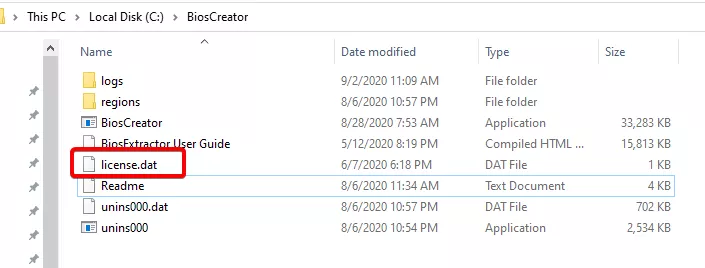 This PC > Local Disk (C:) > BiosCreator
Name Date modified Type Size
logs 9/2/2020 11:09 AM File folder
regions 8/6/2020 10:57 PM File folder
BiosCreator 8/28/2020 7:53 AM Application 33,283 KB
BiosExtractor User Guide 5/12/2020 8:19 PM Compiled HTML ... 15,813 KB
license.dat 6/7/2020 6:18 PM DAT File 1 KB
Readme 8/6/2020 11:34 AM Text Document 4 KB
unins000.dat 8/6/2020 10:57 PM DAT File 702 KB
unins000 8/6/2020 10:54 PM Application 2,534 KB